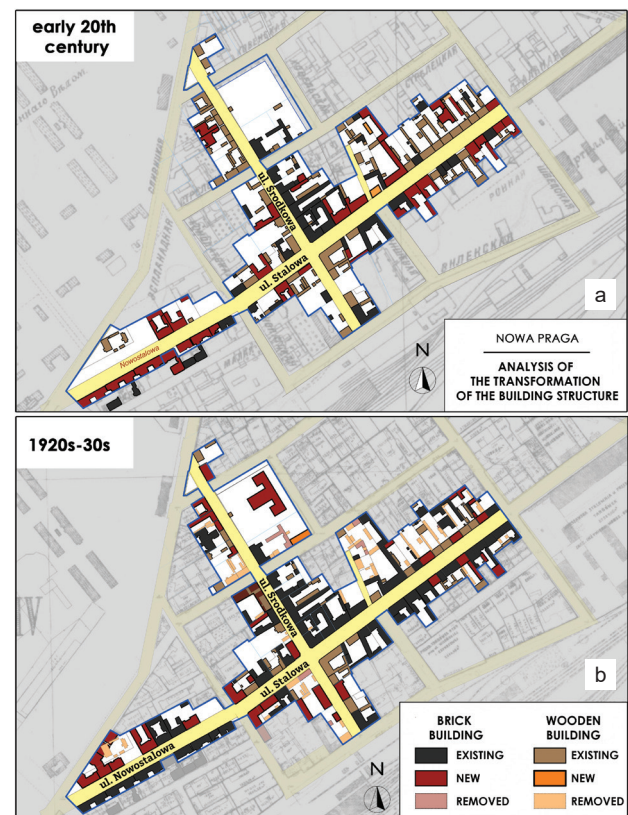 early 20th
century
ul. Środkowa
ul. Stalowa
Nowostalowa
ВИЛЕНСКАЯ
a
N
NOWA PRAGA
ANALYSIS OF
THE TRANSFORMATION
OF THE BUILDING STRUCTURE
1920s-30s
ul. Środkowa
ul. Stalowa
ul. Nowostalowa
b
N
BRICK
BUILDING
WOODEN
BUILDING
EXISTING
EXISTING
NEW
NEW
REMOVED
REMOVED